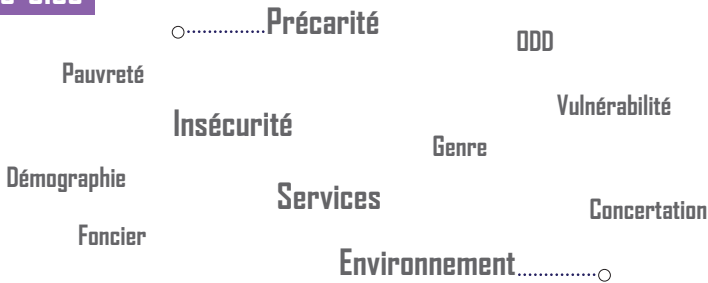 Précarité
ODD
Pauvreté
Vulnérabilité
Insécurité
Genre
Démographie
Services
Concertation
Foncier
Environnement